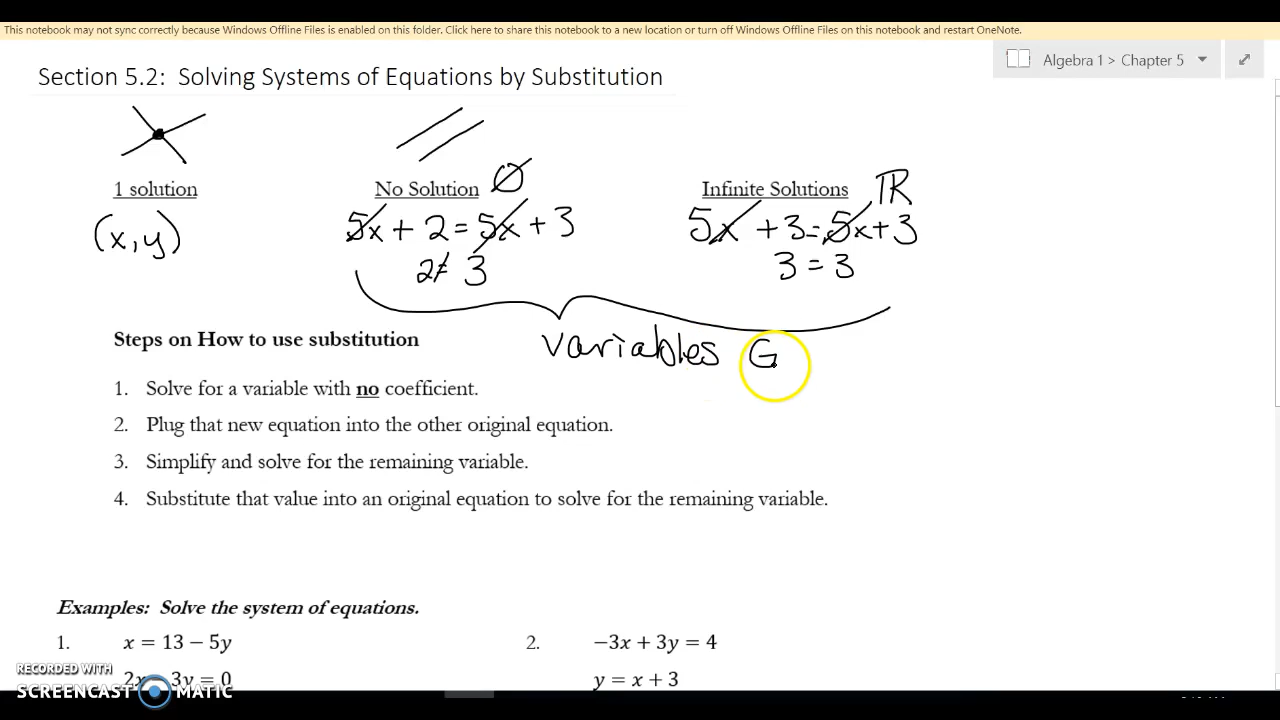 This notebook may not sync correctly because Windows Offline Files is enabled on this folder. Click here to share this notebook to a new location or turn off Windows Offline Files on this notebook and restart OneNote.
Algebra 1 > Chapter 5
Section 5.2: Solving Systems of Equations by Substitution
1 solution
No Solution ∅
Infinite Solutions ℝ
(x,y)
5x + 2 = 5x + 3
5x + 3 = 5x + 3
2 ≠ 3
3 = 3
variables G
Steps on How to use substitution
1. Solve for a variable with no coefficient.
2. Plug that new equation into the other original equation.
3. Simplify and solve for the remaining variable.
4. Substitute that value into an original equation to solve for the remaining variable.
Examples: Solve the system of equations.
1. x = 13 − 5y
2. −3x + 3y = 4
3y = 0
y = x + 3
RECORDED WITH
SCREENCAST MATIC